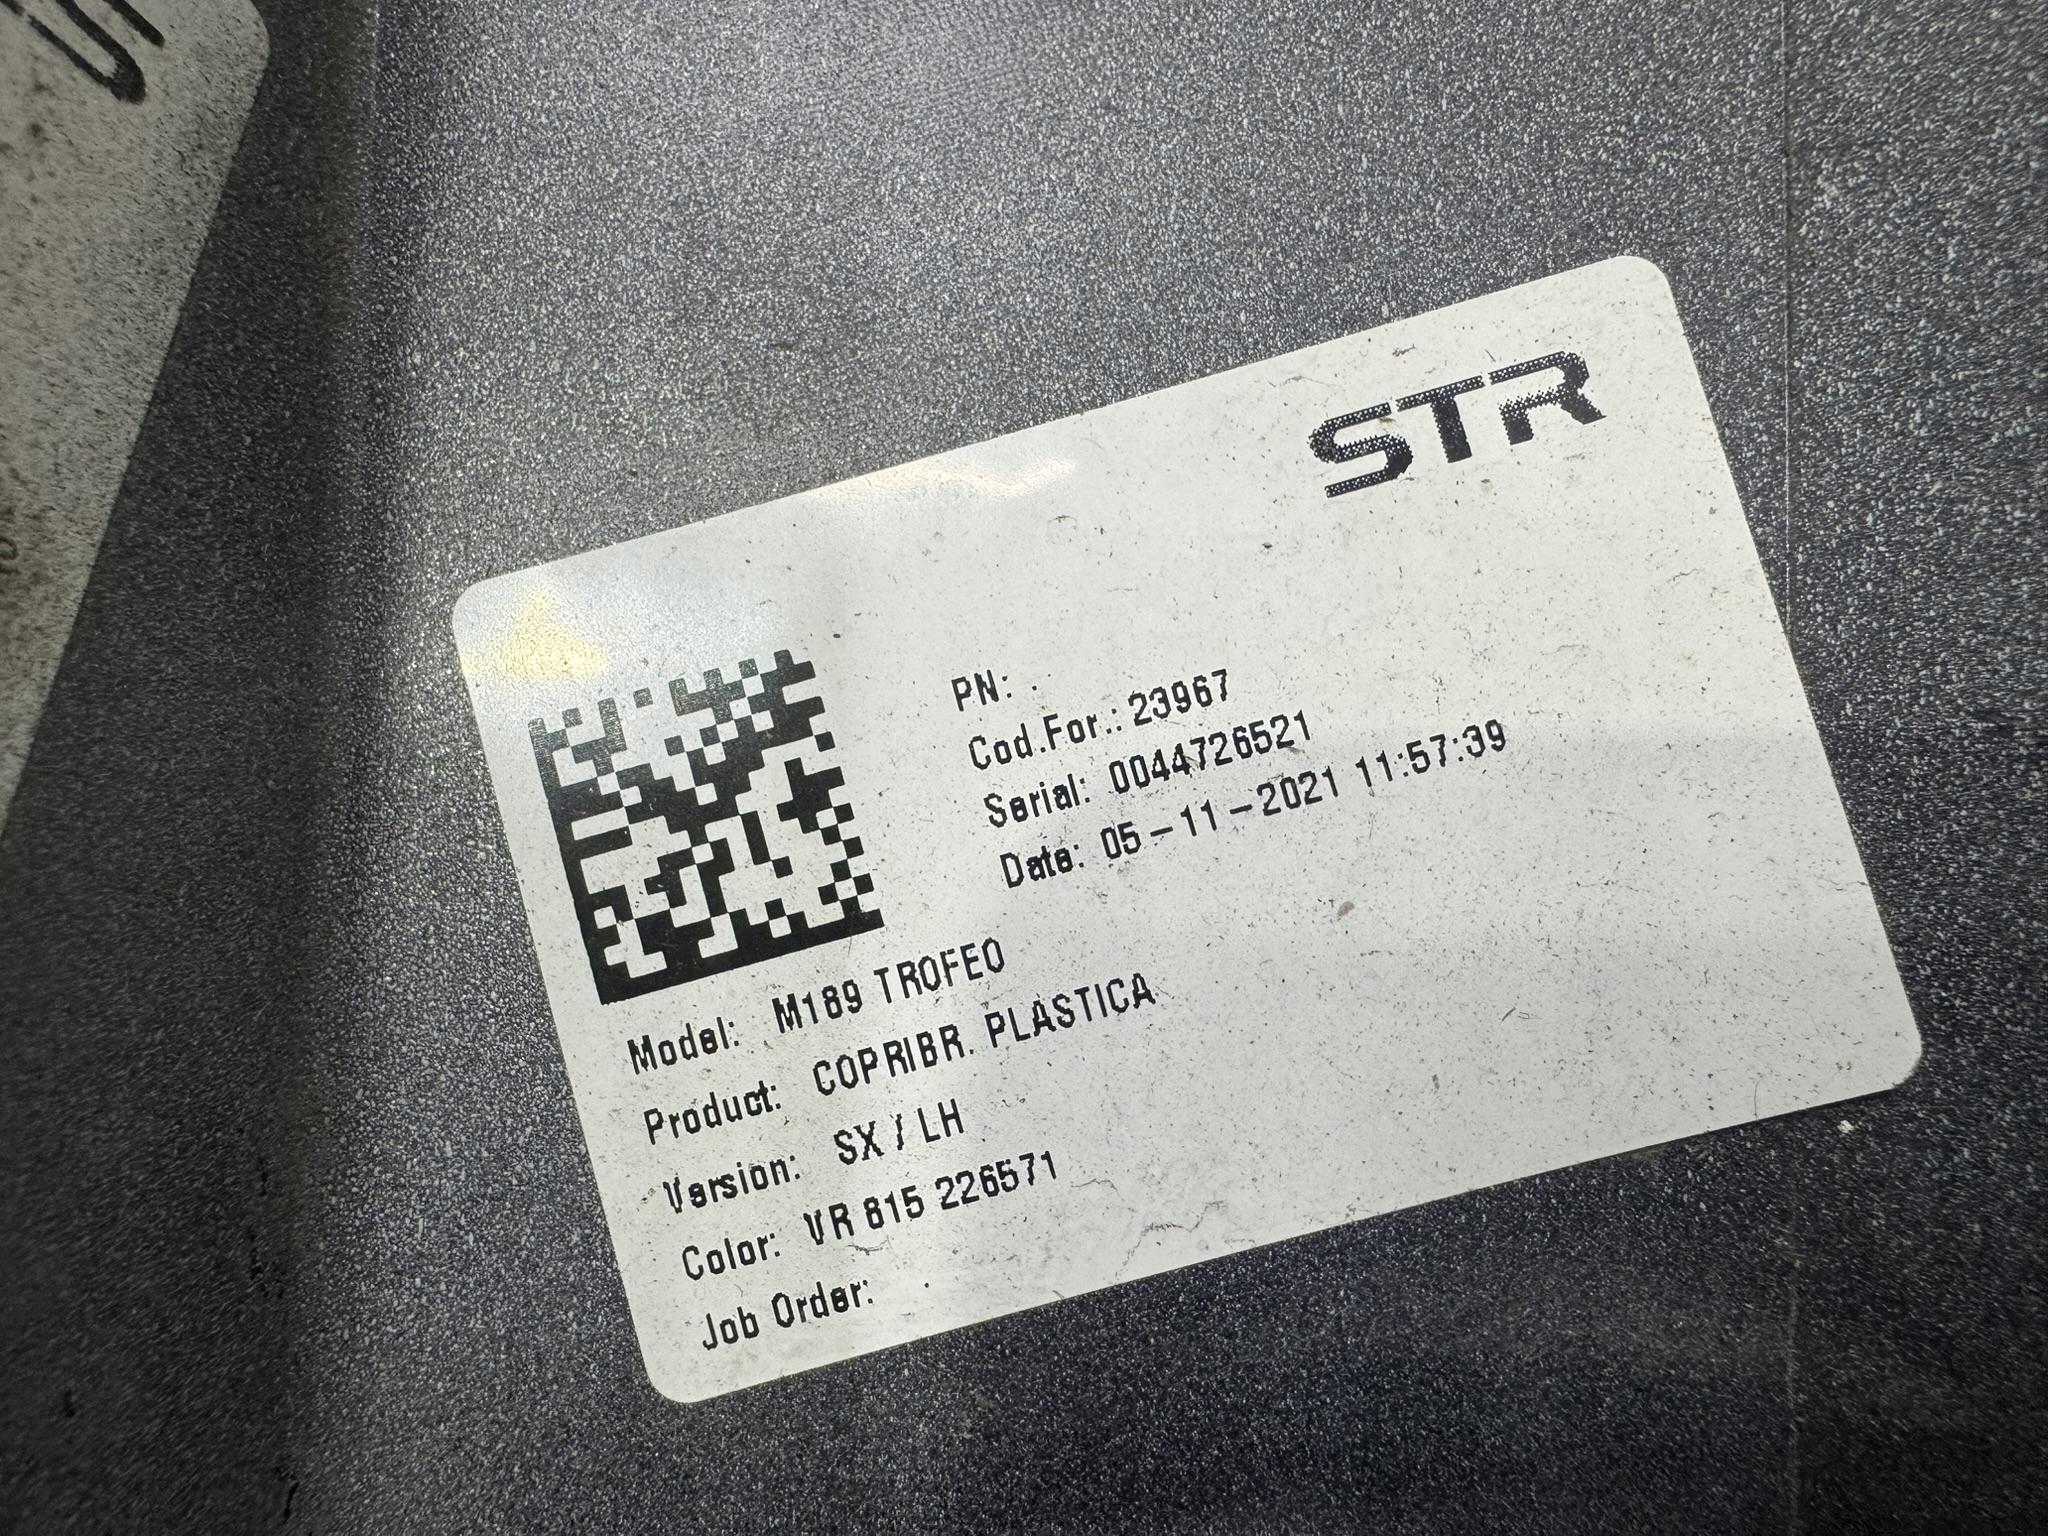 STR
PN: .
Cod.For.: 23967
Serial: 0044726521
Date: 05-11-2021 11:57:39
Model: M189 TROFEO
Product: COPRIBR. PLASTICA
Version: SX / LH
Color: VR 815 226571
Job Order: .